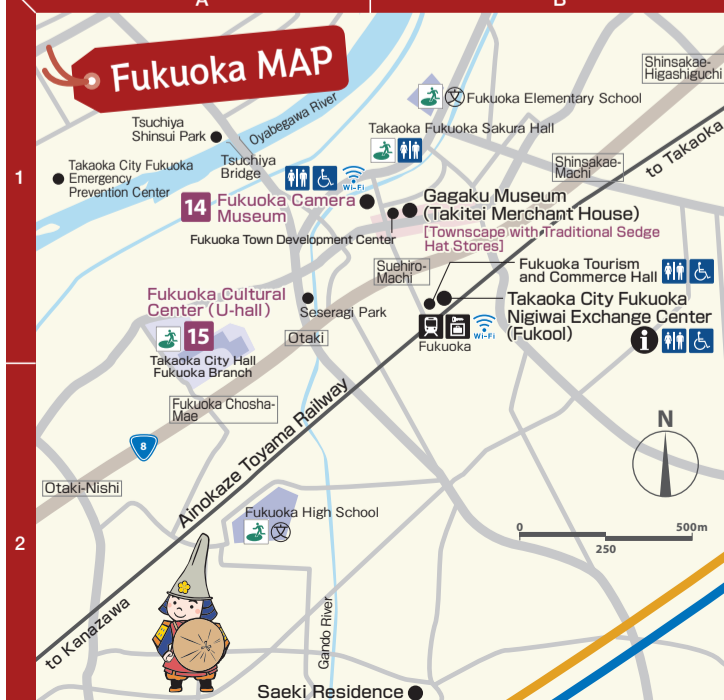 A
B
Fukuoka MAP
1
2
Shinsakae-
Higashiguchi
Fukuoka Elementary School
Oyabegawa River
Tsuchiya
Shinsui Park
Takaoka Fukuoka Sakura Hall
to Takaoka
Takaoka City Fukuoka
Emergency
Prevention Center
Tsuchiya
Bridge
Shinsakae-
Machi
Wi-Fi
14
Fukuoka Camera
Museum
Gagaku Museum
(Takitei Merchant House)
[Townscape with Traditional Sedge
Hat Stores]
Fukuoka Town Development Center
Suehiro-
Machi
Fukuoka Tourism
and Commerce Hall
Fukuoka Cultural
Center (U-hall)
Seseragi Park
Takaoka City Fukuoka
Nigiwai Exchange Center
(Fukool)
15
Otaki
Wi-Fi
Fukuoka
i
Takaoka City Hall
Fukuoka Branch
Fukuoka Chosha-
Mae
8
Ainokaze Toyama Railway
N
Otaki-Nishi
Fukuoka High School
文
文
0
250
500m
to Kanazawa
Gando River
Saeki Residence